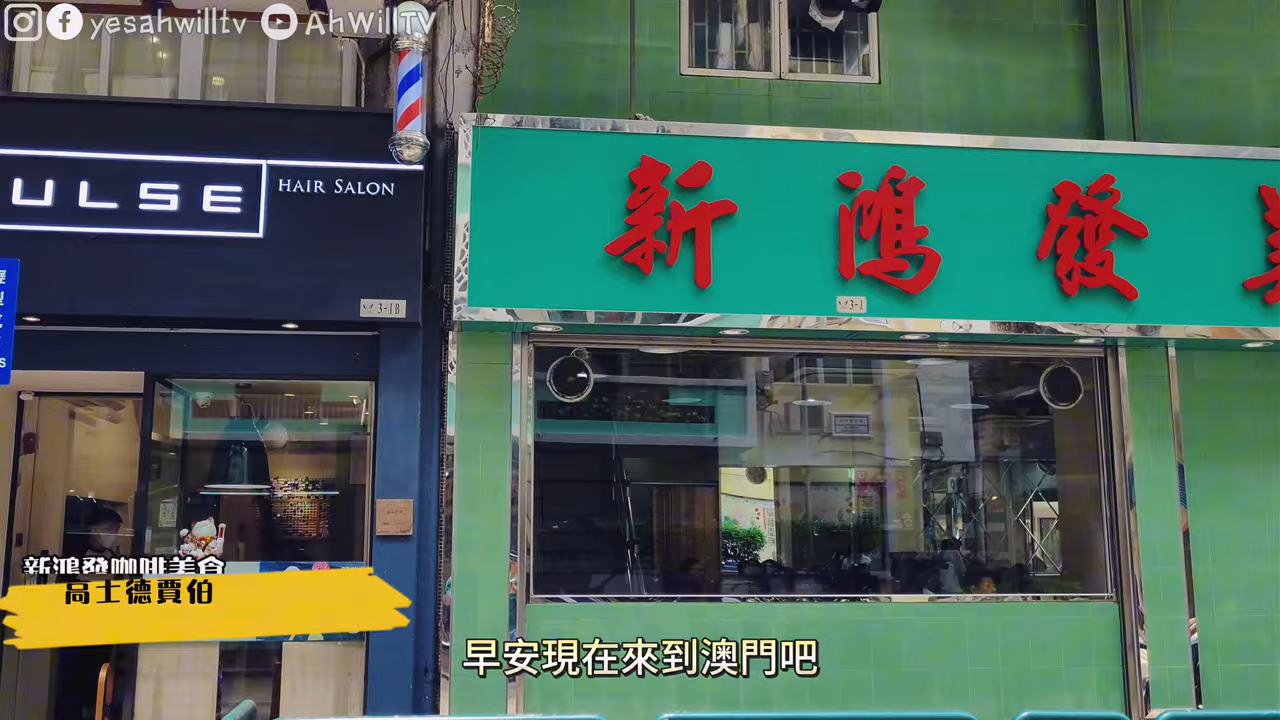 yesahwilltv AhWillTV
ULSE
HAIR SALON
新鴻發美
3-1B
3-1
新鴻發咖啡美食
高士德賈伯
早安現在來到澳門吧